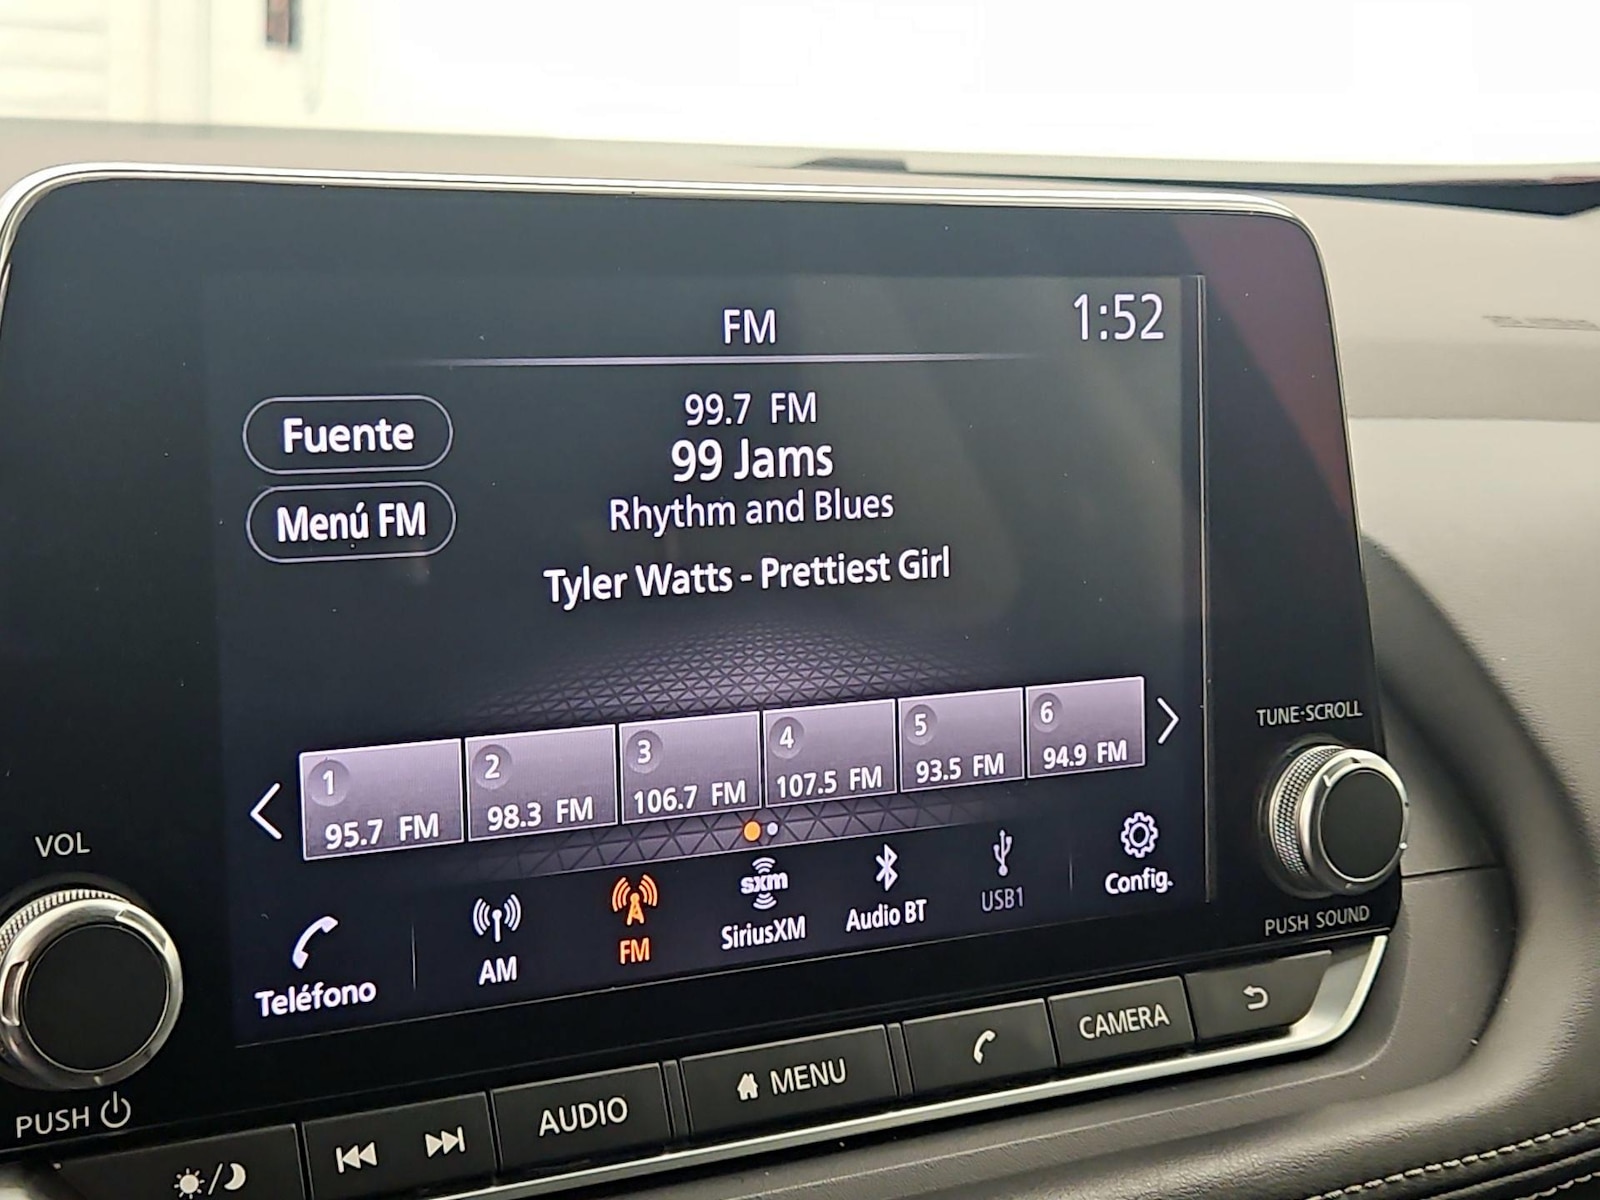 FM
1:52
Fuente
Menú FM
99.7 FM
99 Jams
Rhythm and Blues
Tyler Watts - Prettiest Girl
1
95.7 FM
2
98.3 FM
3
106.7 FM
4
107.5 FM
5
93.5 FM
6
94.9 FM
Teléfono
AM
FM
sxm
SiriusXM
Audio BT
USB1
Config.
VOL
PUSH
TUNE·SCROLL
PUSH SOUND
AUDIO
MENU
CAMERA